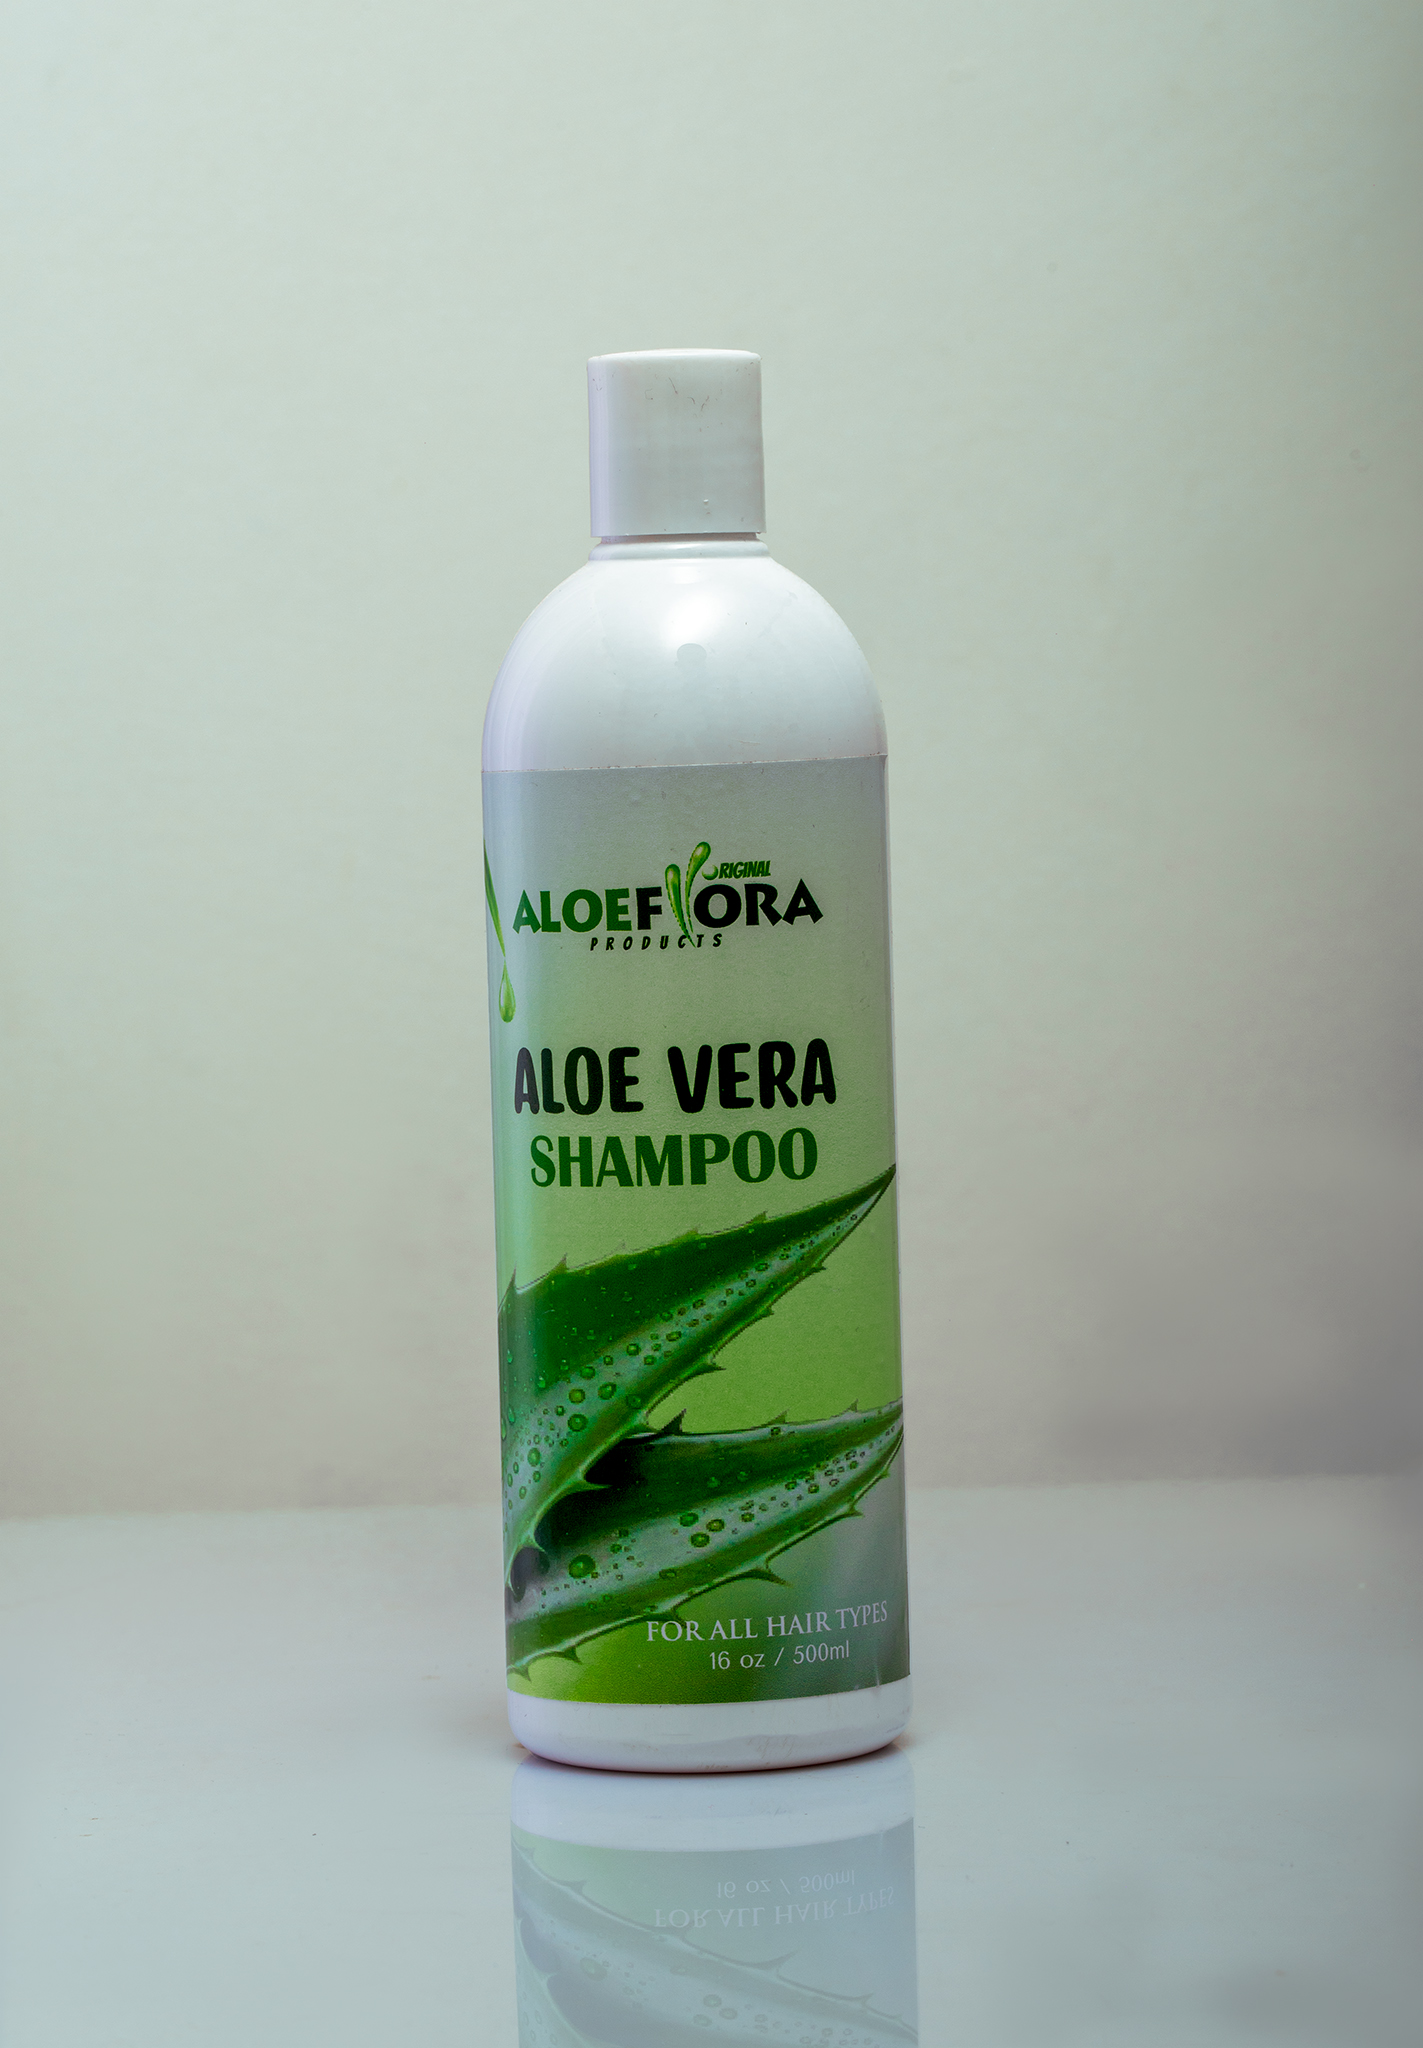 ORIGINAL
ALOEFLORA
PRODUCTS
ALOE VERA
SHAMPOO
FOR ALL HAIR TYPES
16 oz / 500ml